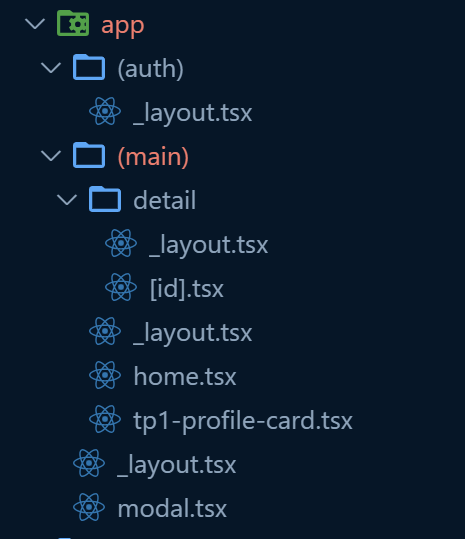 app
(auth)
_layout.tsx
(main)
detail
_layout.tsx
[id].tsx
_layout.tsx
home.tsx
tp1-profile-card.tsx
_layout.tsx
modal.tsx